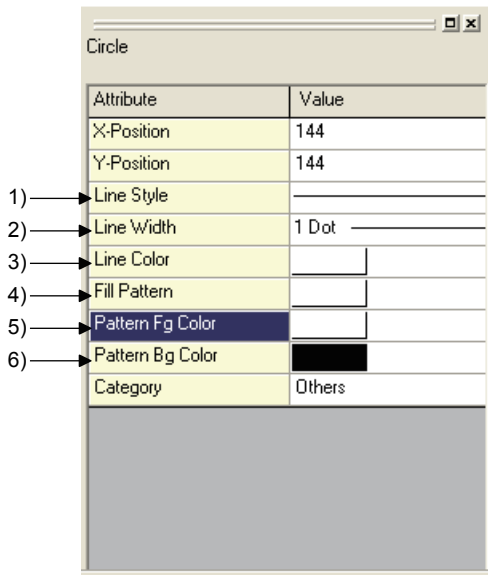 Circle
Attribute Value
X-Position 144
Y-Position 144
1) Line Style
2) Line Width 1 Dot
3) Line Color
4) Fill Pattern
5) Pattern Fg Color
6) Pattern Bg Color
Category Others